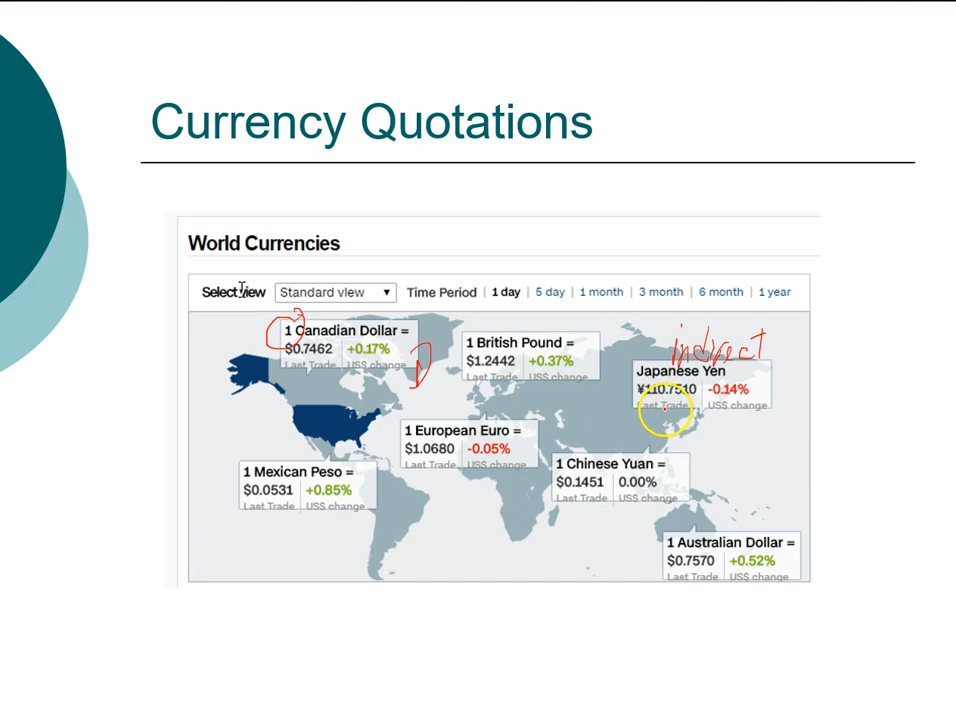 Currency Quotations
World Currencies
Select view Standard view ▼ Time Period | 1 day | 5 day | 1 month | 3 month | 6 month | 1 year
1 Canadian Dollar =
$0.7462 +0.17%
Last Trade US$ change
D
1 British Pound =
$1.2442 +0.37%
Last Trade US$ change
indirect
Japanese Yen
¥110.7510 -0.14%
Last Trade US$ change
1 European Euro =
$1.0680 -0.05%
Last Trade US$ change
1 Mexican Peso =
$0.0531 +0.85%
Last Trade US$ change
1 Chinese Yuan =
$0.1451 0.00%
Last Trade US$ change
1 Australian Dollar =
$0.7570 +0.52%
Last Trade US$ change